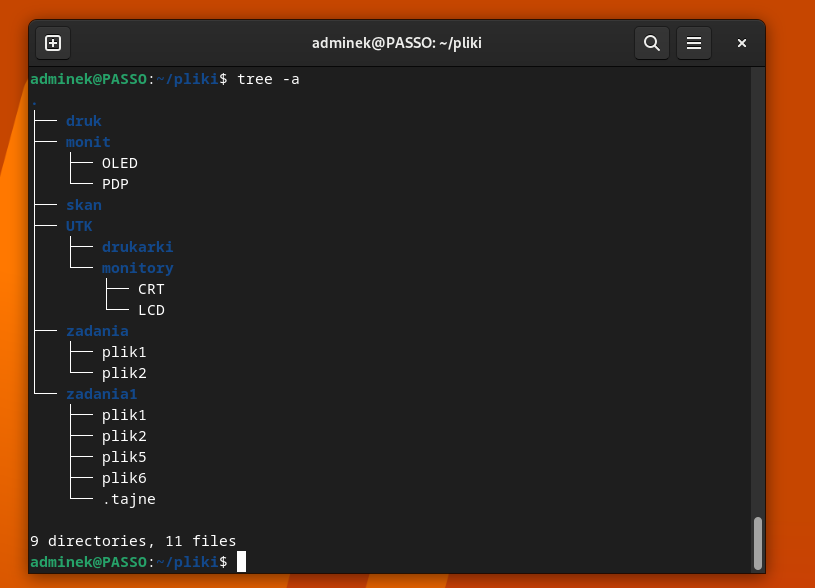 adminek@PASSO: ~/pliki
adminek@PASSO:~/pliki$ tree -a
.
├── druk
├── monit
│   ├── OLED
│   └── PDP
├── skan
├── UTK
│   ├── drukarki
│   └── monitory
│       ├── CRT
│       └── LCD
├── zadania
│   ├── plik1
│   └── plik2
└── zadania1
    ├── plik1
    ├── plik2
    ├── plik5
    ├── plik6
    └── .tajne
9 directories, 11 files
adminek@PASSO:~/pliki$